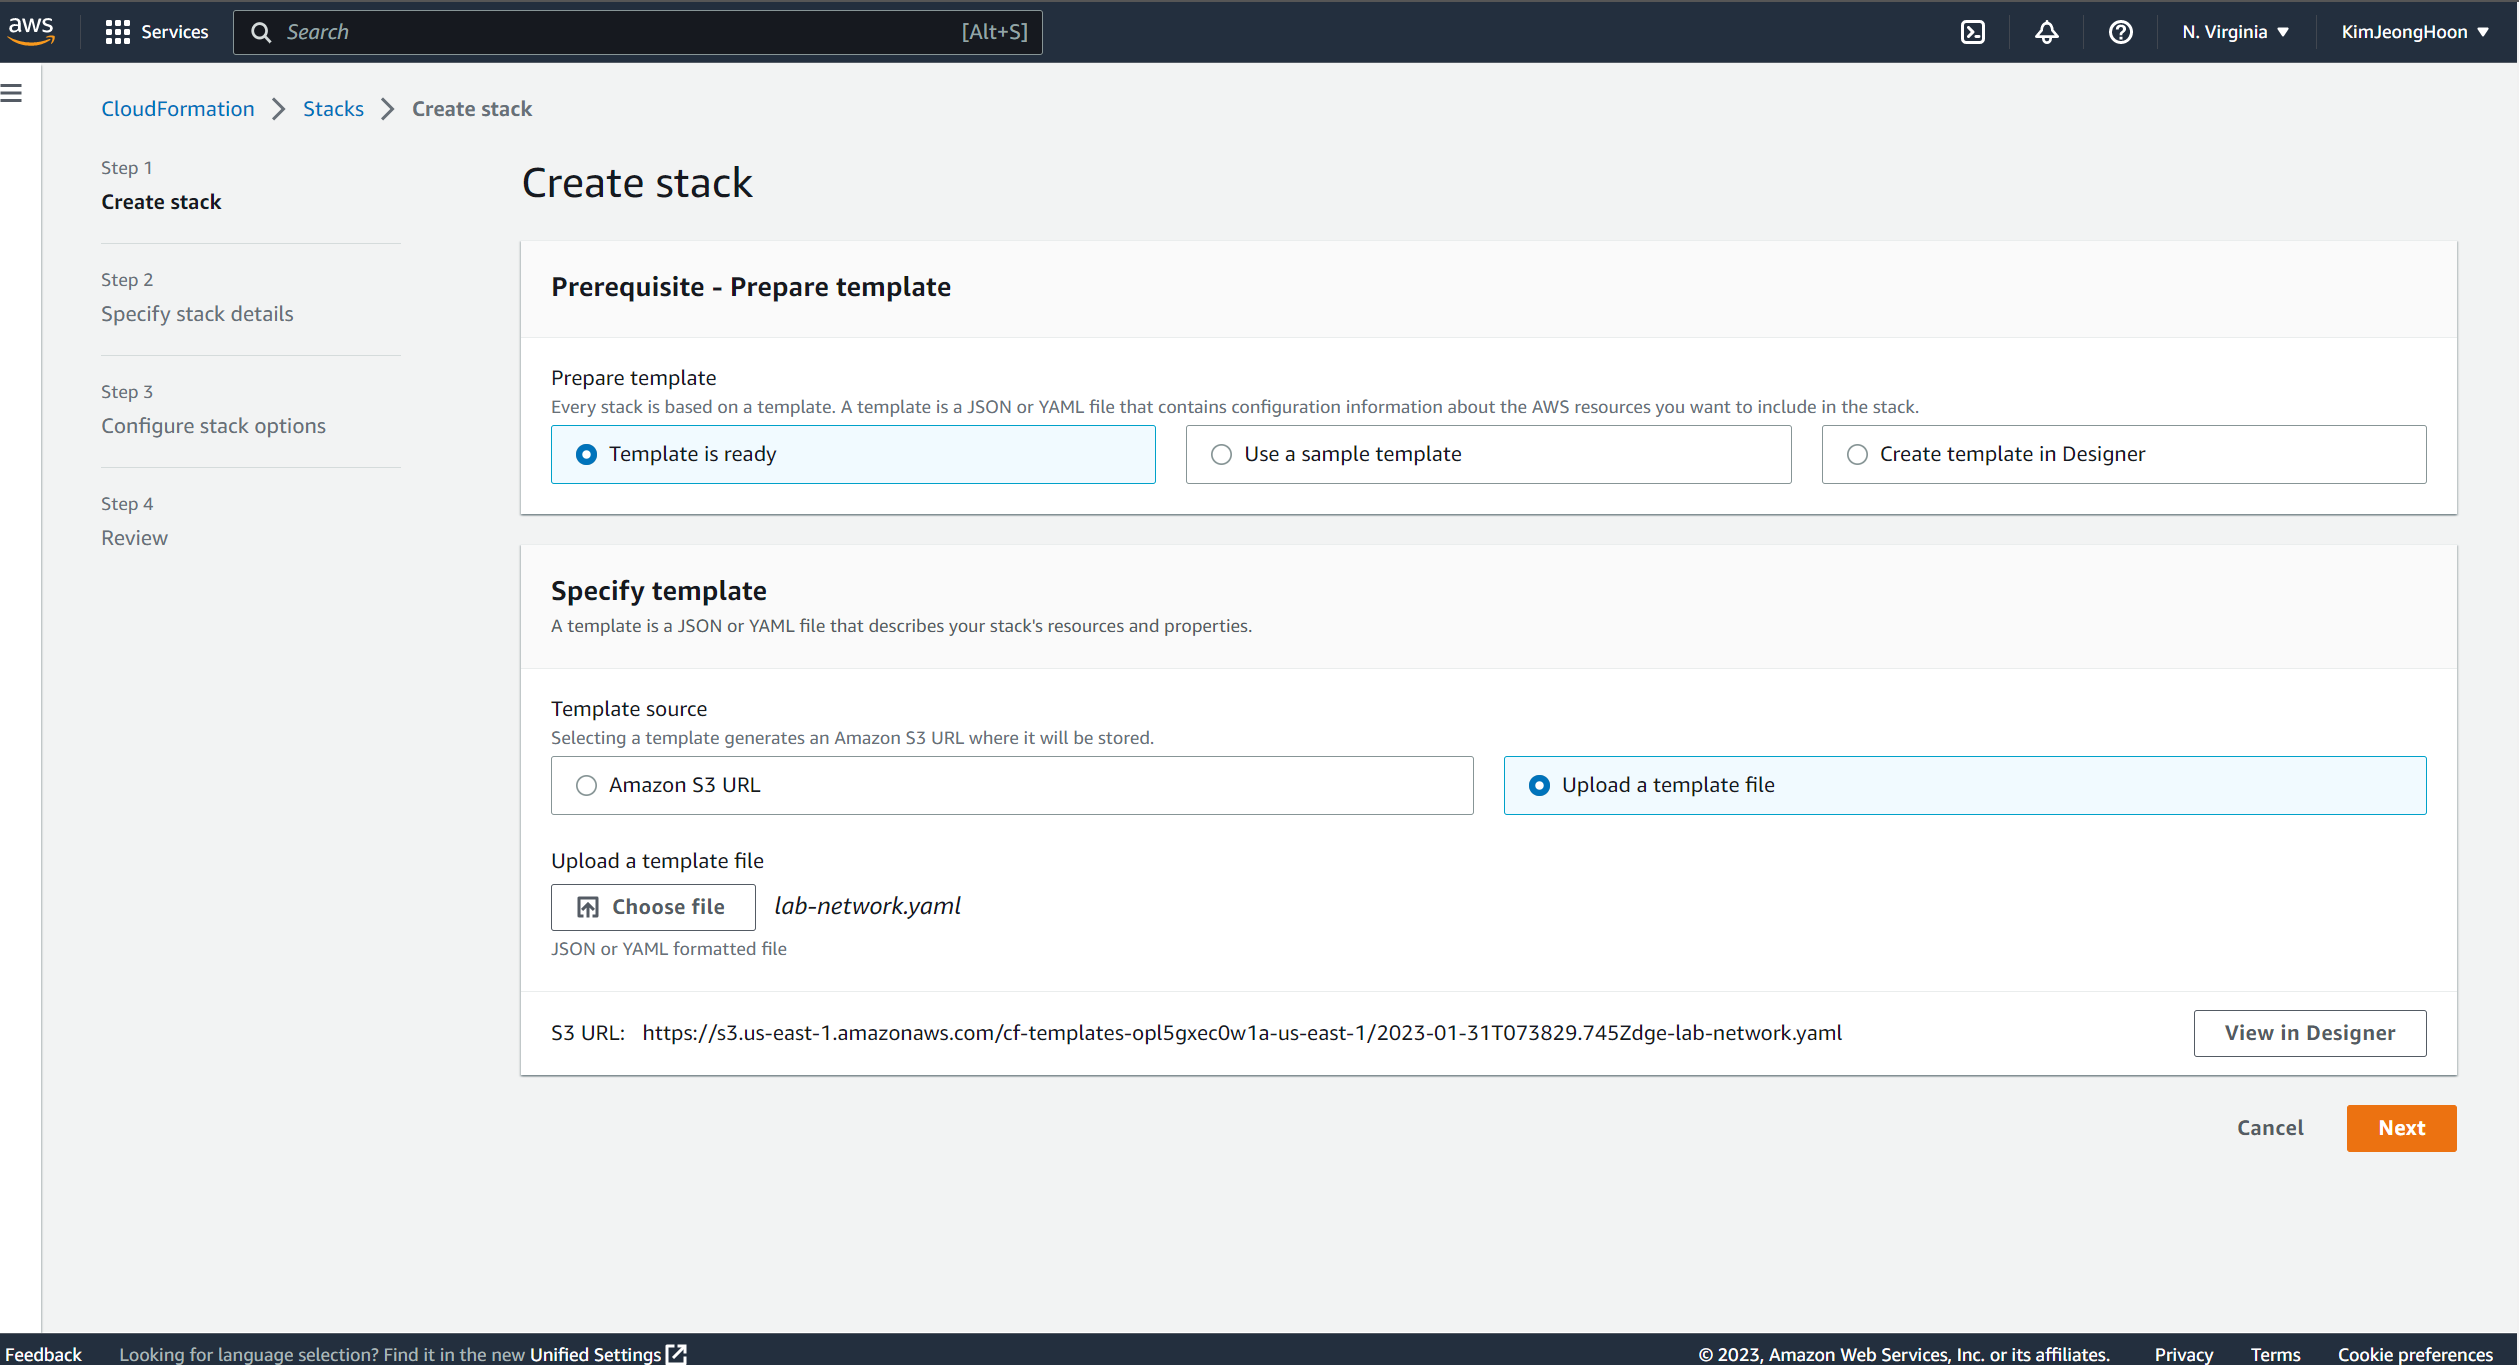 aws
Services
Search [Alt+S]
N. Virginia
KimJeongHoon
CloudFormation
Stacks
Create stack
Step 1
Create stack
Step 2
Specify stack details
Step 3
Configure stack options
Step 4
Review
Create stack
Prerequisite - Prepare template
Prepare template
Every stack is based on a template. A template is a JSON or YAML file that contains configuration information about the AWS resources you want to include in the stack.
Template is ready
Use a sample template
Create template in Designer
Specify template
A template is a JSON or YAML file that describes your stack's resources and properties.
Template source
Selecting a template generates an Amazon S3 URL where it will be stored.
Amazon S3 URL
Upload a template file
Upload a template file
Choose file
lab-network.yaml
JSON or YAML formatted file
S3 URL: https://s3.us-east-1.amazonaws.com/cf-templates-opl5gxec0w1a-us-east-1/2023-01-31T073829.745Zdge-lab-network.yaml
View in Designer
Cancel
Next
Feedback
Looking for language selection? Find it in the new Unified Settings
© 2023, Amazon Web Services, Inc. or its affiliates.
Privacy
Terms
Cookie preferences